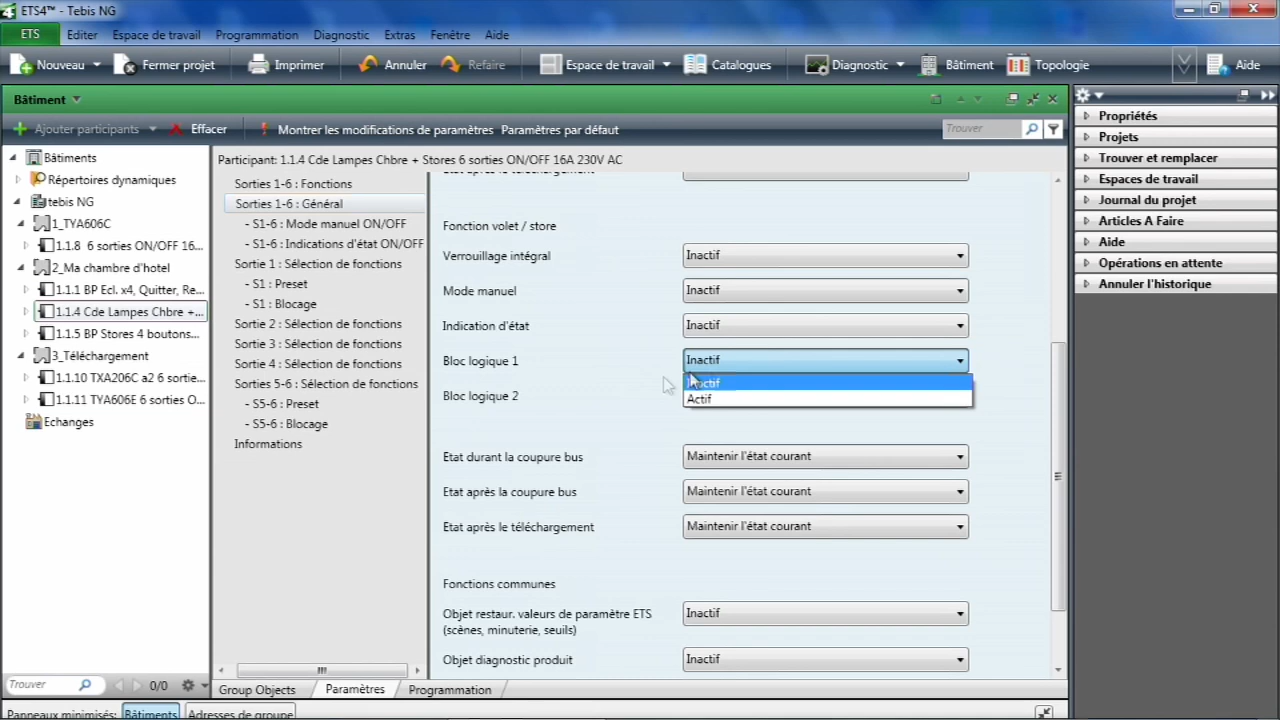 ETS4™ - Tebis NG
ETS Editer Espace de travail Programmation Diagnostic Extras Fenêtre Aide
Nouveau Fermer projet Imprimer Annuler Refaire Espace de travail Catalogues Diagnostic Bâtiment Topologie Aide
Bâtiment
Ajouter participants Effacer Montrer les modifications de paramètres Paramètres par défaut Trouver
Bâtiments
Répertoires dynamiques
tebis NG
1_TYA606C
1.1.8 6 sorties ON/OFF 16...
2_Ma chambre d'hotel
1.1.1 BP Ecl. x4, Quitter, Re...
1.1.4 Cde Lampes Chbre +...
1.1.5 BP Stores 4 boutons...
3_Téléchargement
1.1.10 TXA206C a2 6 sortie...
1.1.11 TYA606E 6 sorties O...
Echanges
Trouver 0/0
Participant: 1.1.4 Cde Lampes Chbre + Stores 6 sorties ON/OFF 16A 230V AC
Sorties 1-6 : Fonctions
Sorties 1-6 : Général
- S1-6 : Mode manuel ON/OFF
- S1-6 : Indications d'état ON/OFF
Sortie 1 : Sélection de fonctions
- S1 : Preset
- S1 : Blocage
Sortie 2 : Sélection de fonctions
Sortie 3 : Sélection de fonctions
Sortie 4 : Sélection de fonctions
Sorties 5-6 : Sélection de fonctions
- S5-6 : Preset
- S5-6 : Blocage
Informations
Etat après le téléchargement
Fonction volet / store
Verrouillage intégral Inactif
Mode manuel Inactif
Indication d'état Inactif
Bloc logique 1 Inactif
Inactif
Actif
Bloc logique 2
Etat durant la coupure bus Maintenir l'état courant
Etat après la coupure bus Maintenir l'état courant
Etat après le téléchargement Maintenir l'état courant
Fonctions communes
Objet restaur. valeurs de paramètre ETS Inactif
(scènes, minuterie, seuils)
Objet diagnostic produit Inactif
Group Objects Paramètres Programmation
Propriétés
Projets
Trouver et remplacer
Espaces de travail
Journal du projet
Articles A Faire
Aide
Opérations en attente
Annuler l'historique
Panneaux minimisés: Bâtiments Adresses de groupe